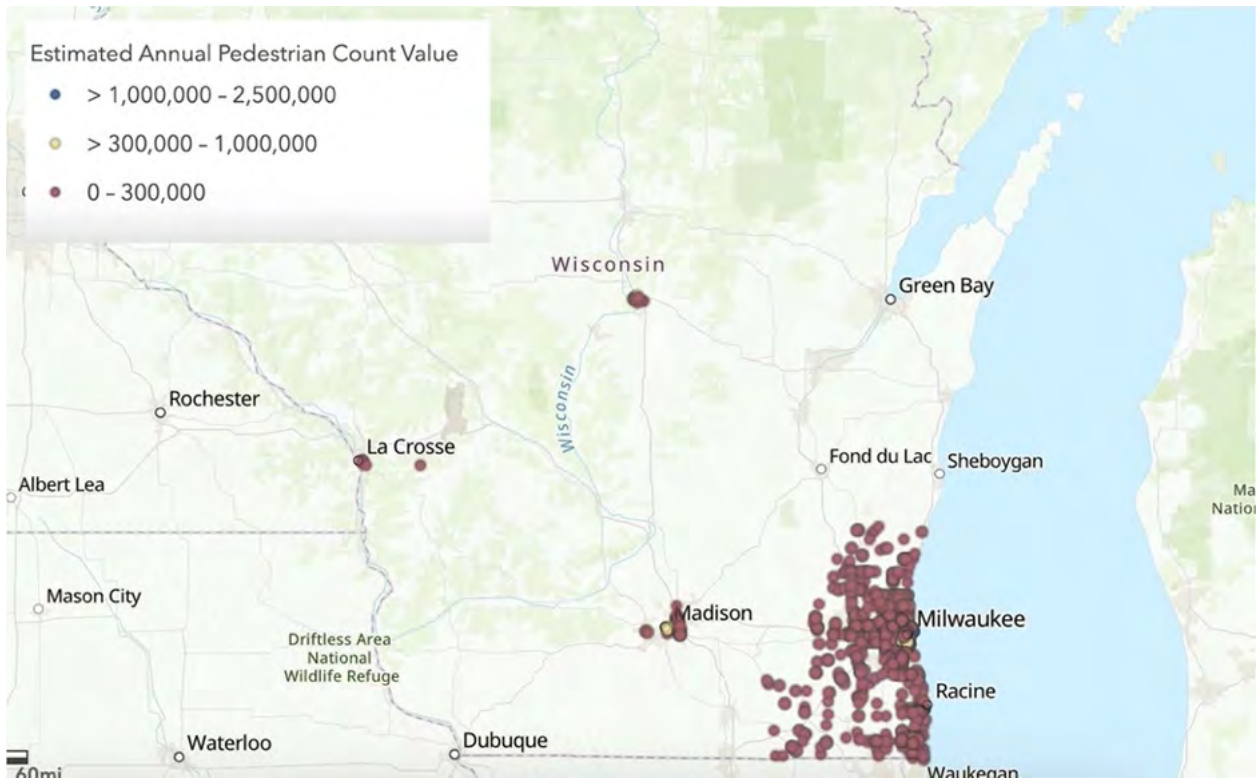 Estimated Annual Pedestrian Count Value
> 1,000,000 – 2,500,000
> 300,000 – 1,000,000
0 – 300,000
Wisconsin
Green Bay
Rochester
Wisconsin
La Crosse
Fond du Lac
Sheboygan
Albert Lea
Mason City
Madison
Milwaukee
Driftless Area
National
Wildlife Refuge
Racine
Waterloo
Dubuque
60mi
Waukegan